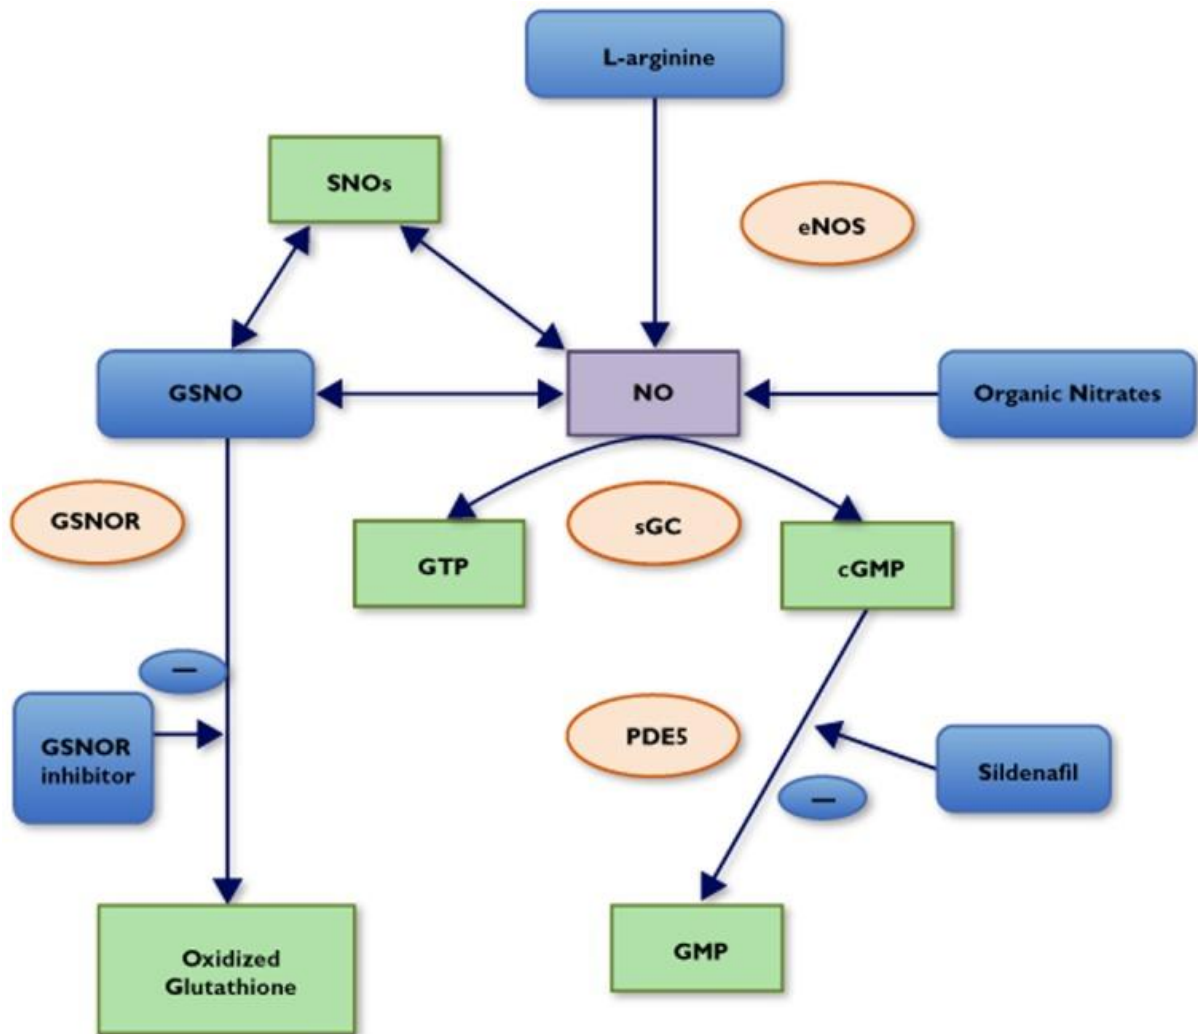 L-arginine
SNOs
eNOS
GSNO
NO
Organic Nitrates
GSNOR
GTP
sGC
cGMP
–
GSNOR
inhibitor
PDE5
Sildenafil
–
Oxidized
Glutathione
GMP